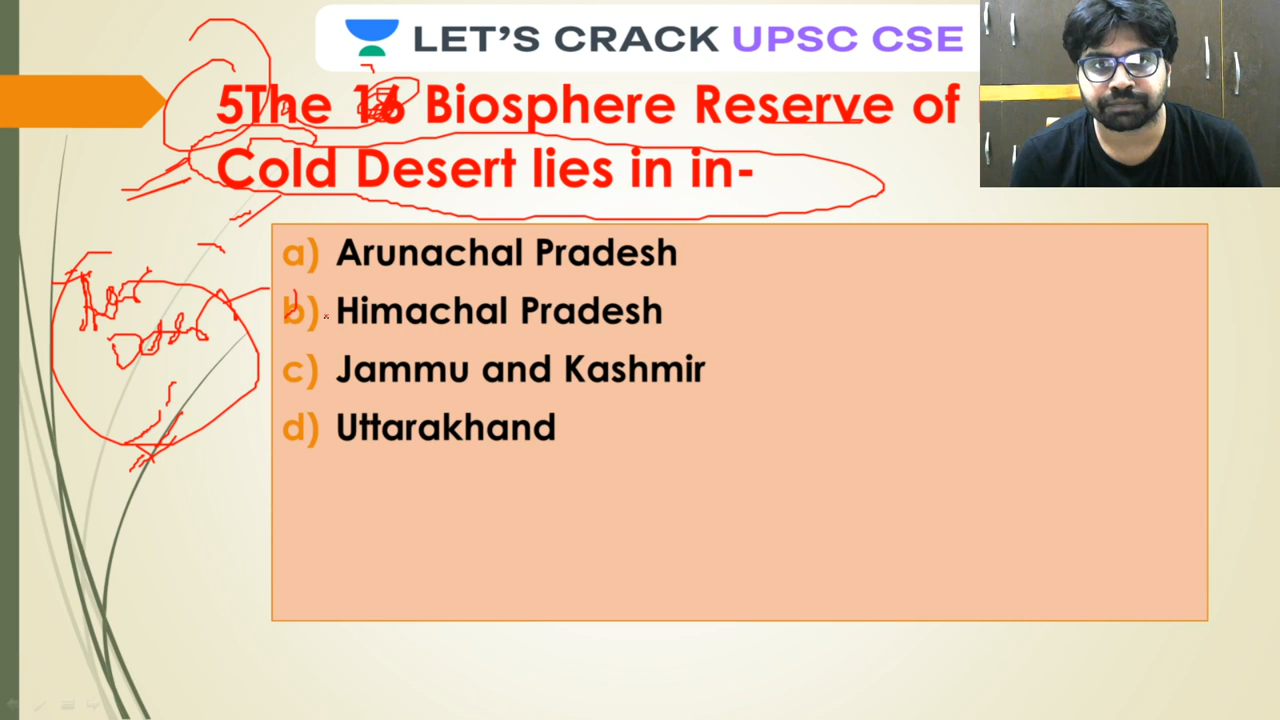 LET'S CRACK UPSC CSE
5The 16 Biosphere Reserve of
Cold Desert lies in in-
a) Arunachal Pradesh
b) Himachal Pradesh
c) Jammu and Kashmir
d) Uttarakhand